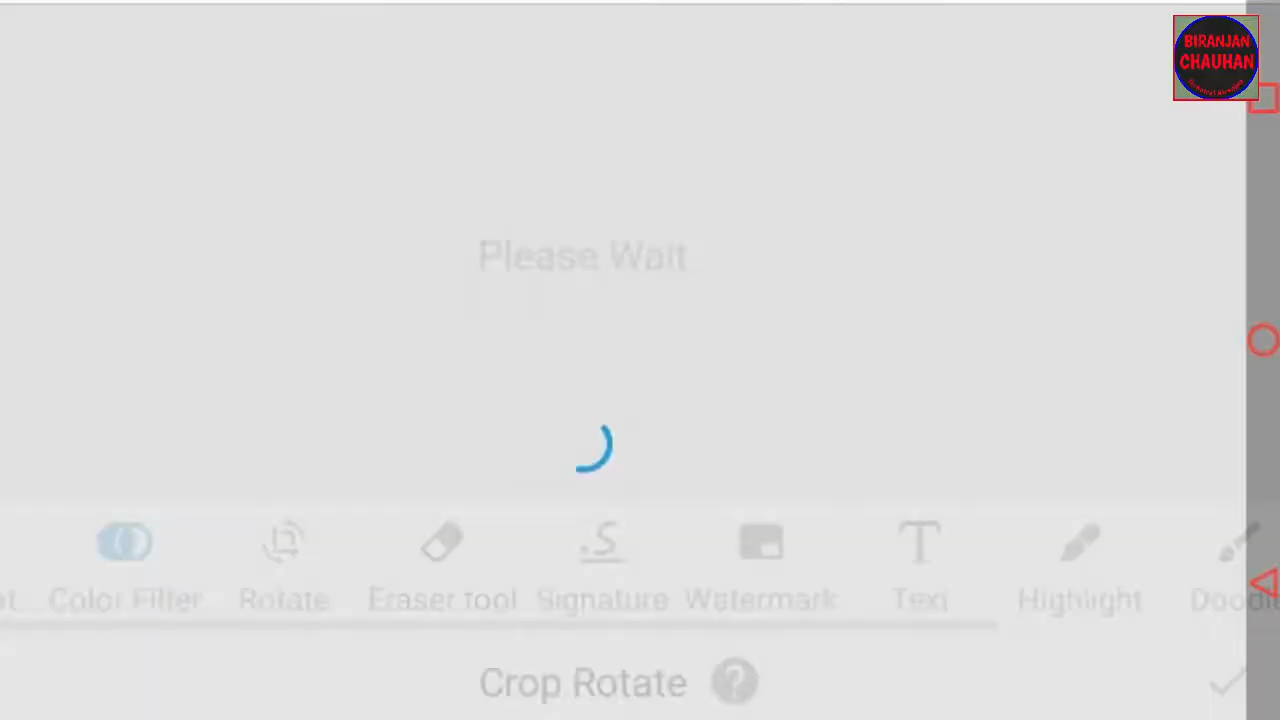 BIRANJAN
CHAUHAN
Please Wait
Color Filter Rotate Eraser tool Signature Watermark Text Highlight
Crop Rotate ?